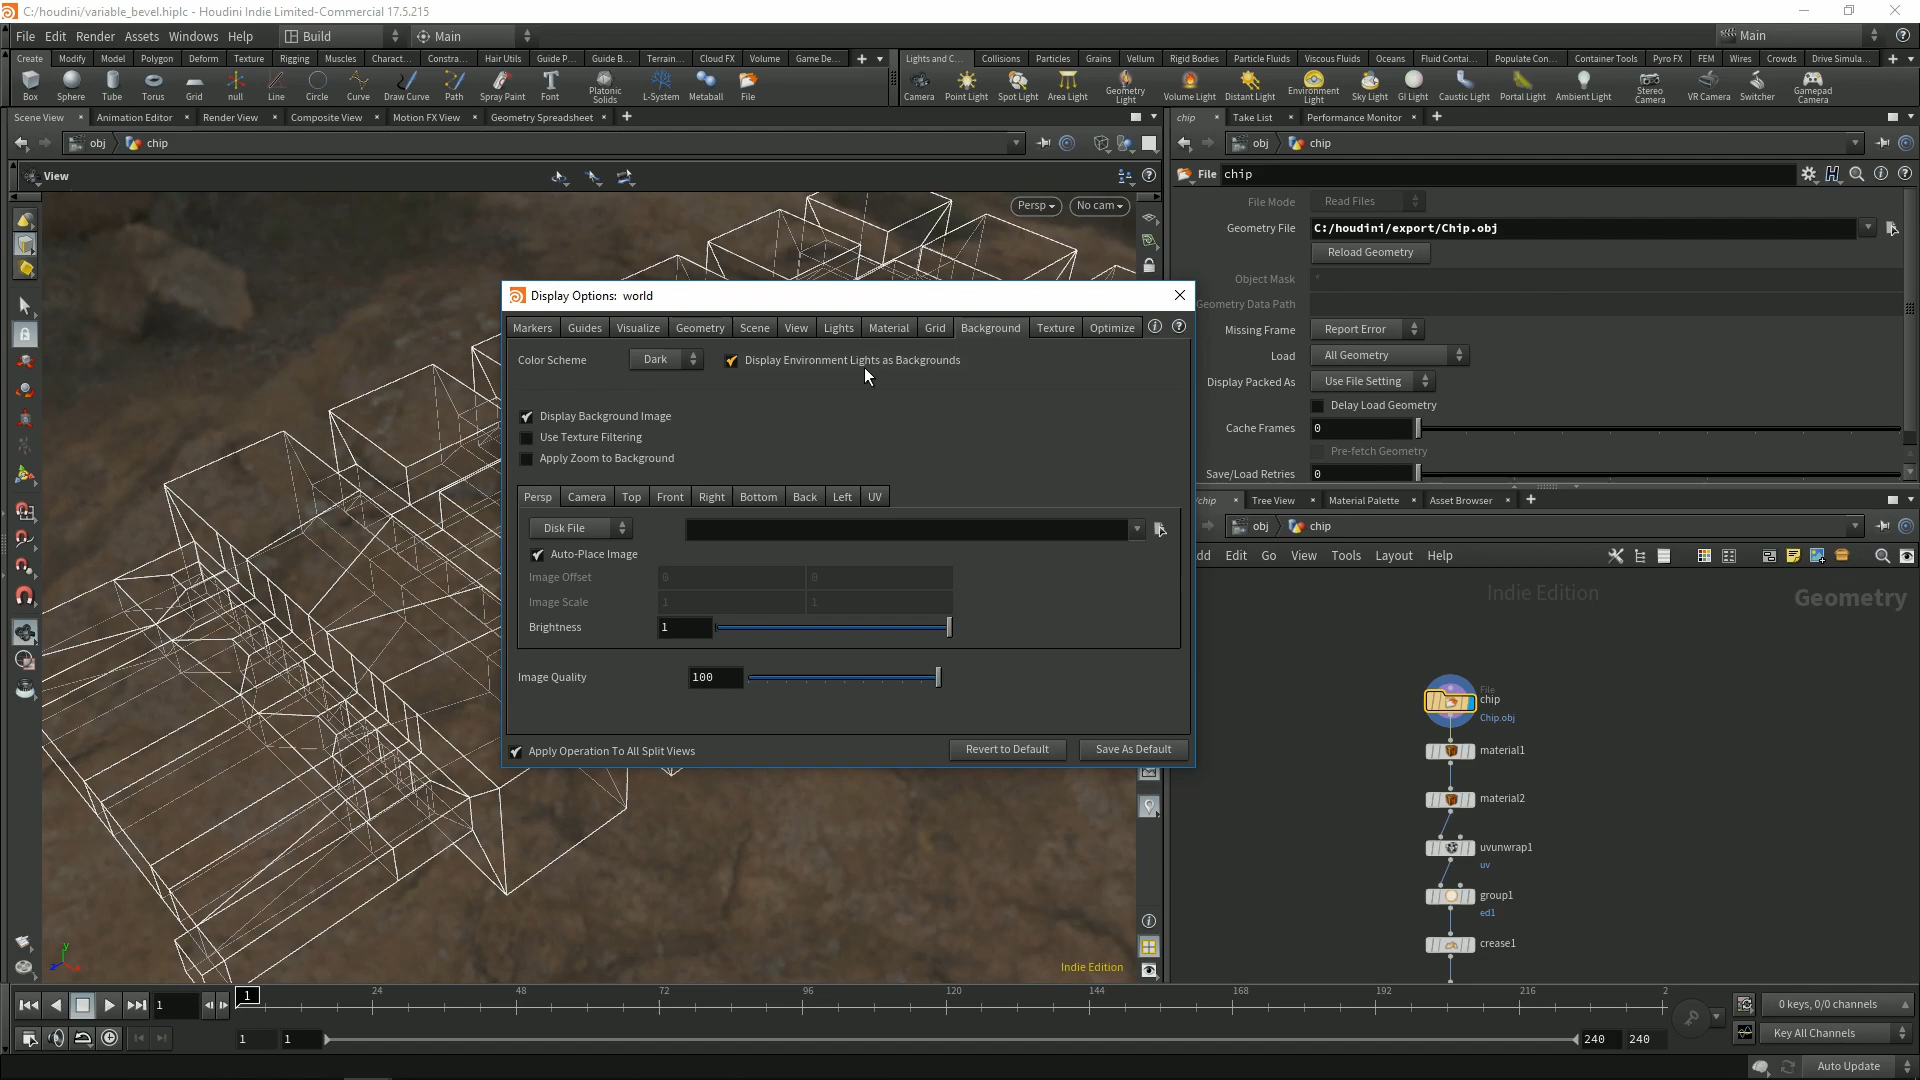 C:/houdini/variable_bevel.hiplc - Houdini Indie Limited-Commercial 17.5.215
File Edit Render Assets Windows Help Build Main Main
Create Modify Model Polygon Deform Texture Rigging Muscles Charact... Constra... Hair Utils Guide P... Guide B... Terrain... Cloud FX Volume Game De... Lights and C... Collisions Particles Grains Vellum Rigid Bodies Particle Fluids Viscous Fluids Oceans Fluid Contai... Populate Con... Container Tools Pyro FX FEM Wires Crowds Drive Simula...
Box Sphere Tube Torus Grid null Line Circle Curve Draw Curve Path Spray Paint Font Platonic Solids L-System Metaball File Camera Point Light Spot Light Area Light Geometry Light Volume Light Distant Light Environment Light Sky Light GI Light Caustic Light Portal Light Ambient Light Stereo Camera VR Camera Switcher Gamepad Camera
Scene View Animation Editor Render View Composite View Motion FX View Geometry Spreadsheet chip Take List Performance Monitor
obj chip obj chip
View File chip
Persp No cam
File Mode Read Files
Geometry File C:/houdini/export/Chip.obj
Reload Geometry
Object Mask *
Geometry Data Path
Missing Frame Report Error
Load All Geometry
Display Packed As Use File Setting
Delay Load Geometry
Cache Frames 0
Pre-fetch Geometry
Save/Load Retries 0
Display Options: world
Markers Guides Visualize Geometry Scene View Lights Material Grid Background Texture Optimize
Color Scheme Dark Display Environment Lights as Backgrounds
Display Background Image
Use Texture Filtering
Apply Zoom to Background
Persp Camera Top Front Right Bottom Back Left UV
Disk File
Auto-Place Image
Image Offset 0 0
Image Scale 1 1
Brightness 1
Image Quality 100
Apply Operation To All Split Views Revert to Default Save As Default
/chip Tree View Material Palette Asset Browser
obj chip
dd Edit Go View Tools Layout Help
Indie Edition Geometry
File
chip
Chip.obj
material1
material2
uvunwrap1
uv
group1
ed1
crease1
y
Indie Edition
1 1 24 48 72 96 120 144 168 192 216 2 0 keys, 0/0 channels
1 1 240 240 Key All Channels
Auto Update